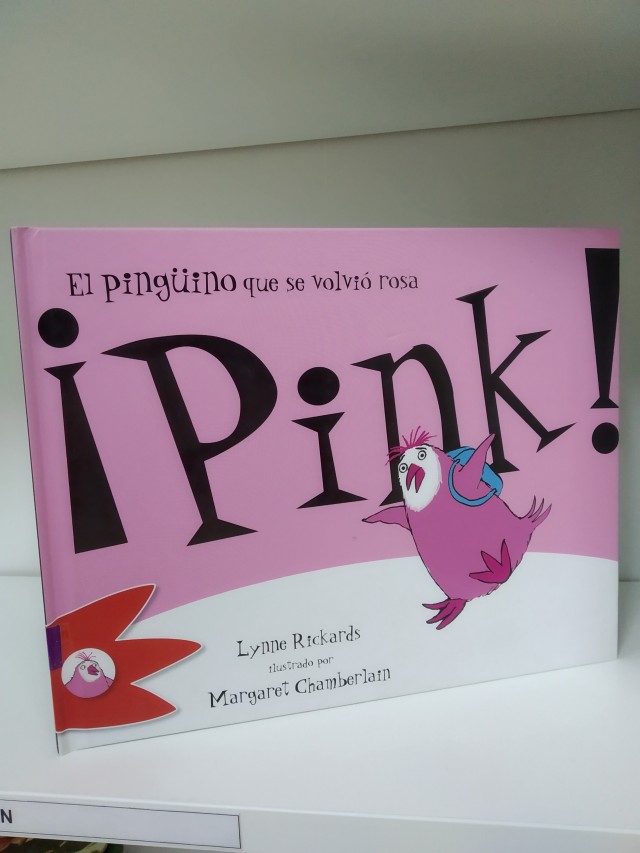 El pingüino que se volvió rosa
¡Pink!
Lynne Rickards
ilustrado por
Margaret Chamberlain
N